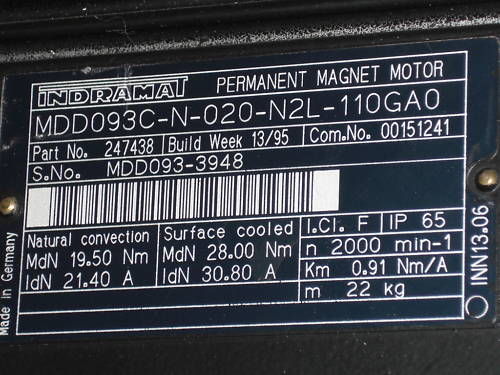 INDRAMAT PERMANENT MAGNET MOTOR
MDD093C-N-020-N2L-110GA0
Part No. 247438 Build Week 13/95 Com.No. 00151241
S.No. MDD093-3948
Natural convection Surface cooled I.Cl. F IP 65
MdN 19.50 Nm MdN 28.00 Nm n 2000 min-1
IdN 21.40 A IdN 30.80 A Km 0.91 Nm/A
m 22 kg
Made in Germany
INN13.06